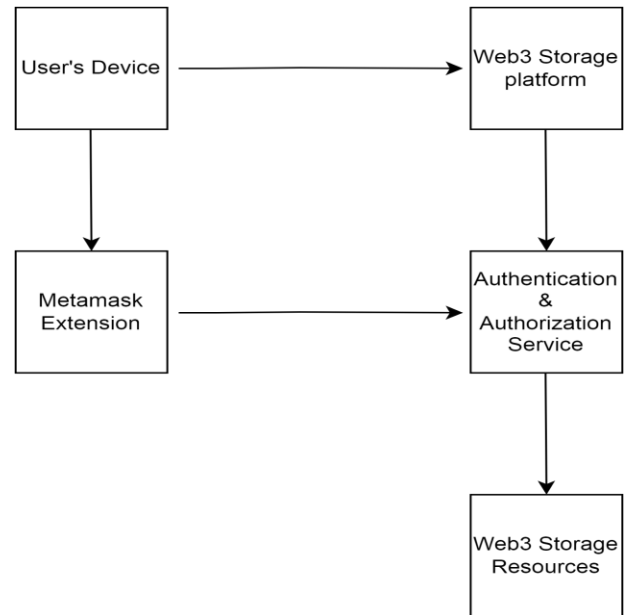 User's Device
Web3 Storage
platform
Metamask
Extension
Authentication
&
Authorization
Service
Web3 Storage
Resources